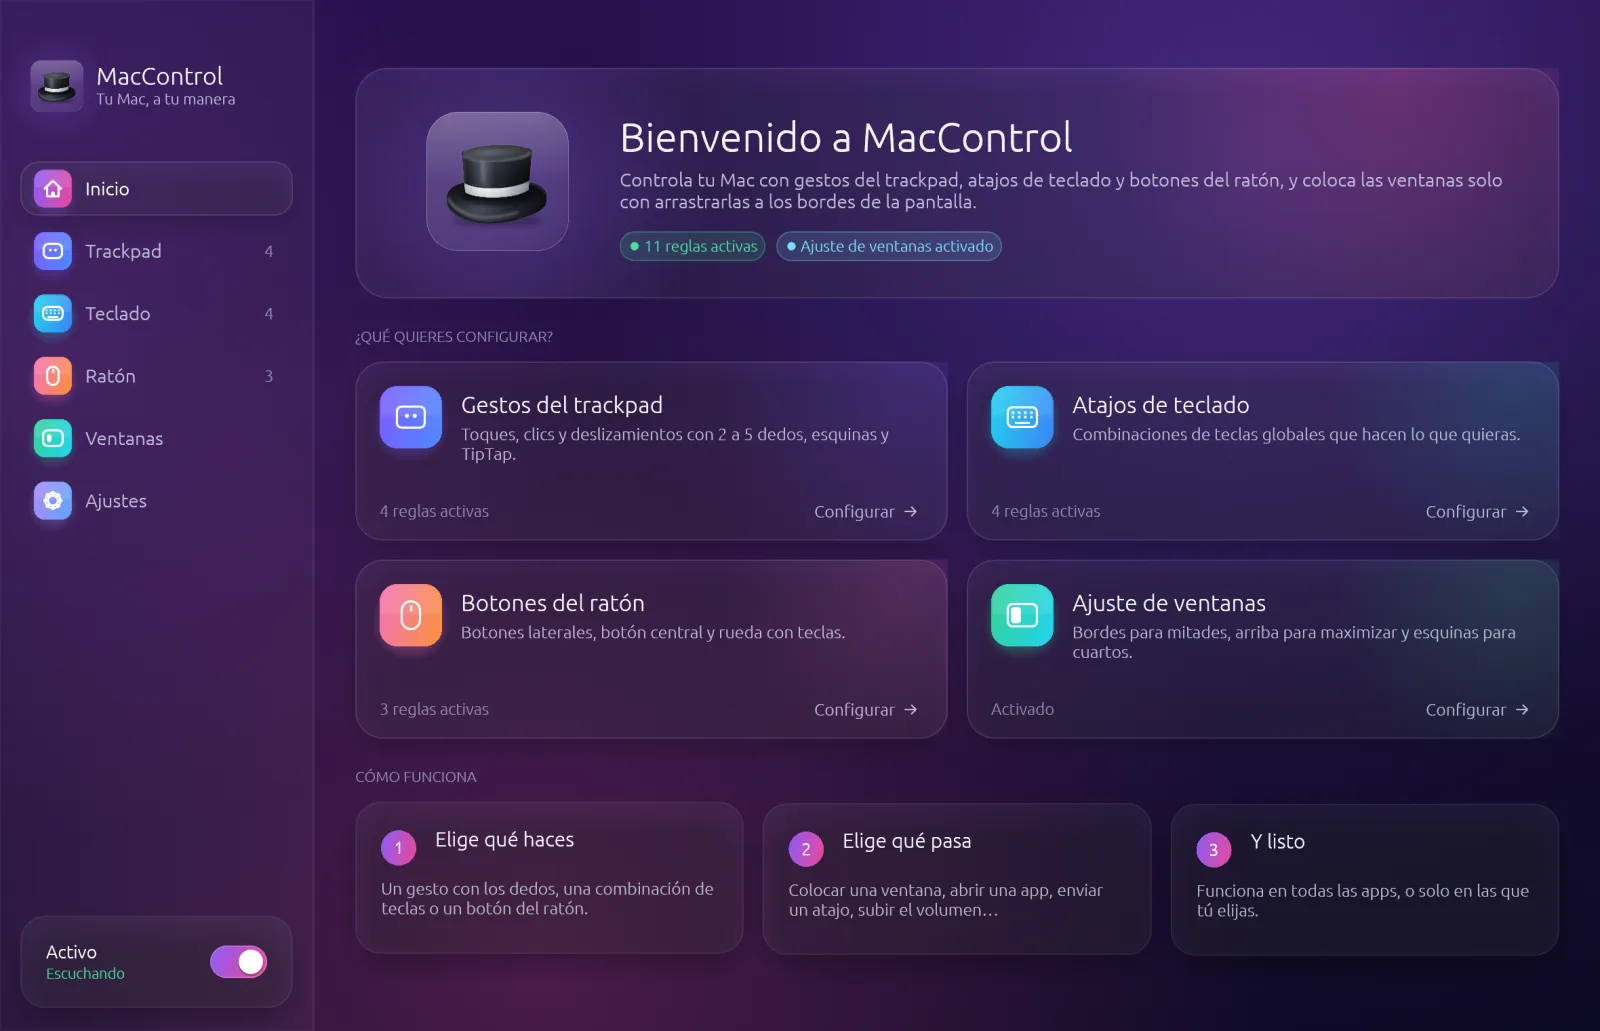 MacControl
Tu Mac, a tu manera
Inicio
Trackpad 4
Teclado 4
Ratón 3
Ventanas
Ajustes
Activo
Escuchando
Bienvenido a MacControl
Controla tu Mac con gestos del trackpad, atajos de teclado y botones del ratón, y coloca las ventanas solo
con arrastrarlas a los bordes de la pantalla.
11 reglas activas
Ajuste de ventanas activado
¿QUÉ QUIERES CONFIGURAR?
Gestos del trackpad
Toques, clics y deslizamientos con 2 a 5 dedos, esquinas y
TipTap.
4 reglas activas
Configurar →
Atajos de teclado
Combinaciones de teclas globales que hacen lo que quieras.
4 reglas activas
Configurar →
Botones del ratón
Botones laterales, botón central y rueda con teclas.
3 reglas activas
Configurar →
Ajuste de ventanas
Bordes para mitades, arriba para maximizar y esquinas para
cuartos.
Activado
Configurar →
CÓMO FUNCIONA
1 Elige qué haces
Un gesto con los dedos, una combinación de
teclas o un botón del ratón.
2 Elige qué pasa
Colocar una ventana, abrir una app, enviar
un atajo, subir el volumen…
3 Y listo
Funciona en todas las apps, o solo en las que
tú elijas.